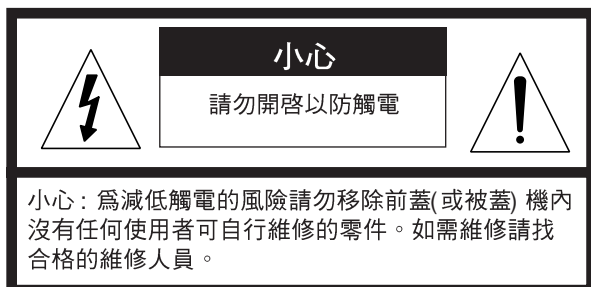 小心
請勿開啓以防觸電
小心 : 爲減低觸電的風險請勿移除前蓋(或被蓋) 機內
沒有任何使用者可自行維修的零件。如需維修請找
合格的維修人員。